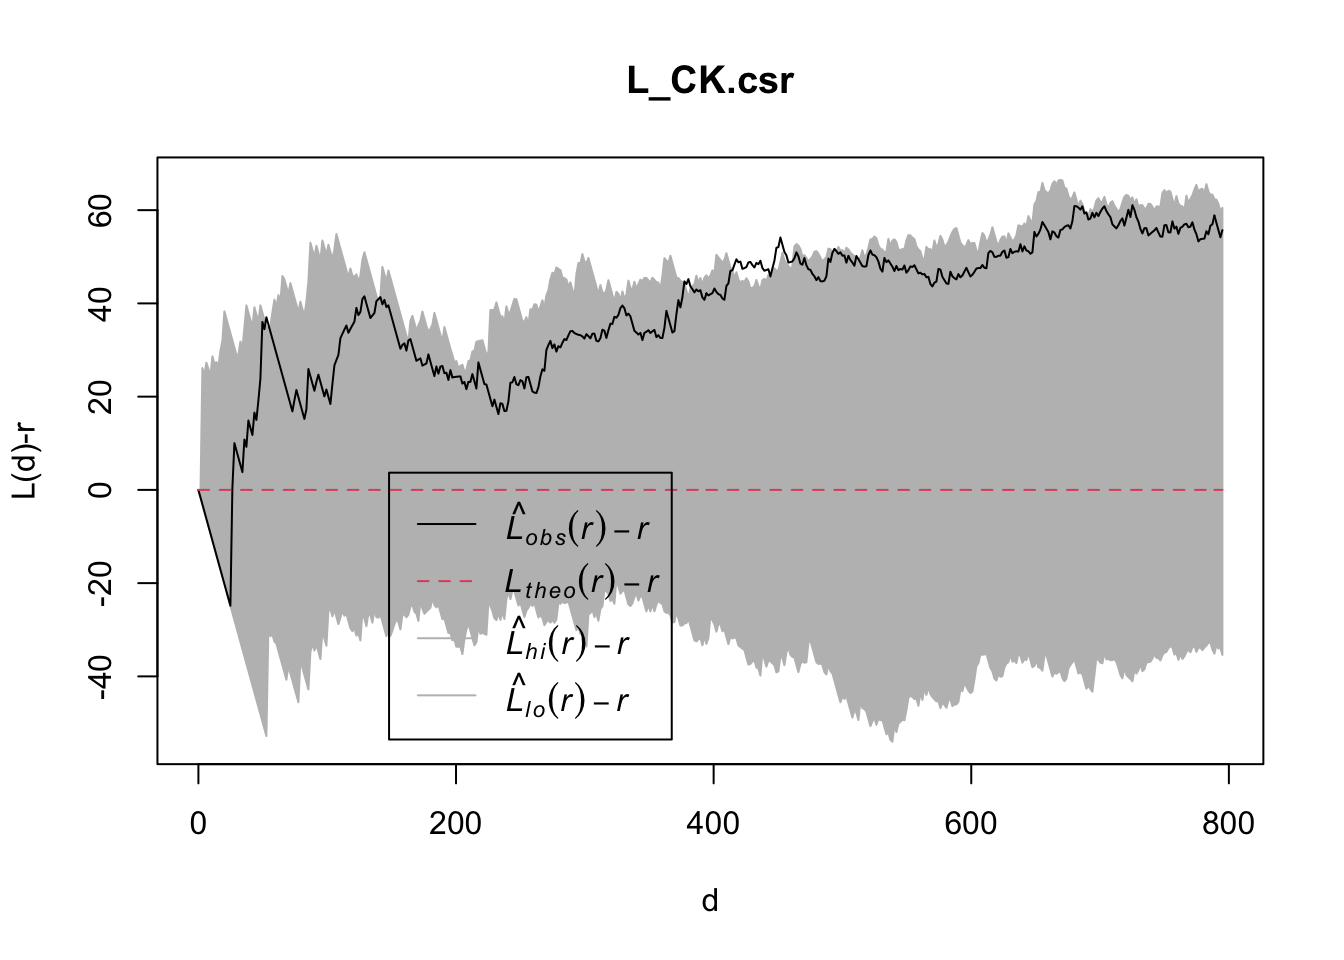 L_CK.csr
L(d)-r
60
40
20
0
-20
-40
L̂obs(r) − r
Ltheo(r) − r
L̂hi(r) − r
L̂lo(r) − r
0 200 400 600 800
d